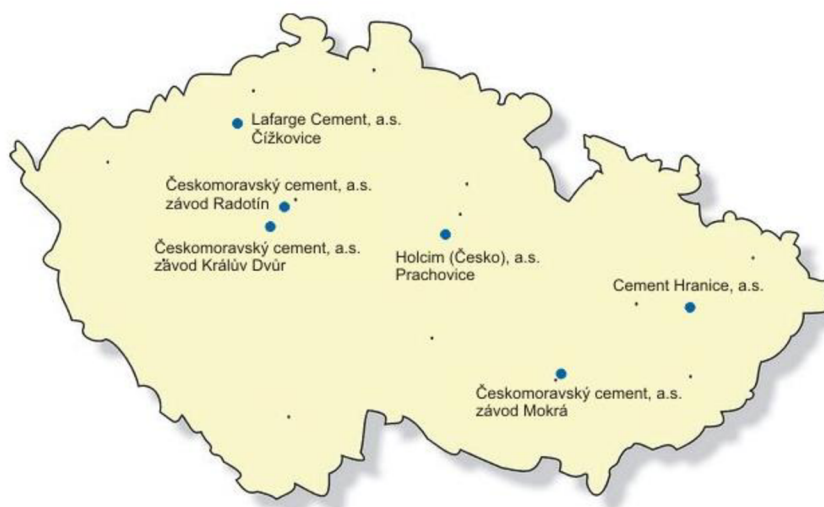 Lafarge Cement, a.s.
Čížkovice
Českomoravský cement, a.s.
závod Radotín
Českomoravský cement, a.s.
závod Králův Dvůr
Holcim (Česko), a.s.
Prachovice
Cement Hranice, a.s.
Českomoravský cement, a.s.
závod Mokrá